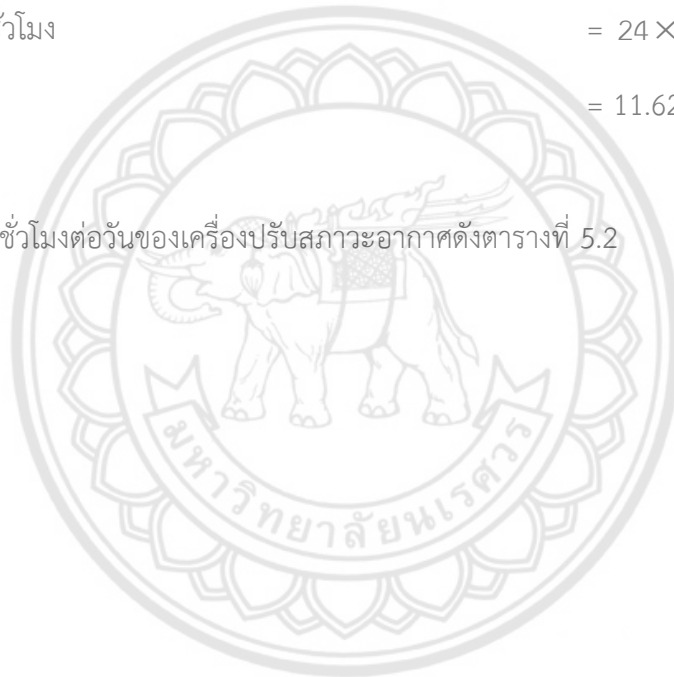 ชั่วโมง = 24 ×
= 11.62
ชั่วโมงต่อวันของเครื่องปรับสภาวะอากาศดังตารางที่ 5.2
มหาวิทยาลัยนเรศวร